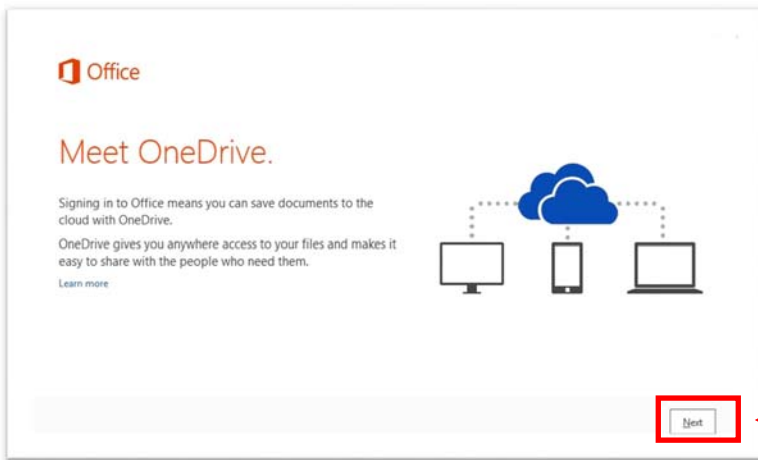 Office
Meet OneDrive.
Signing in to Office means you can save documents to the
cloud with OneDrive.
OneDrive gives you anywhere access to your files and makes it
easy to share with the people who need them.
Learn more
Next